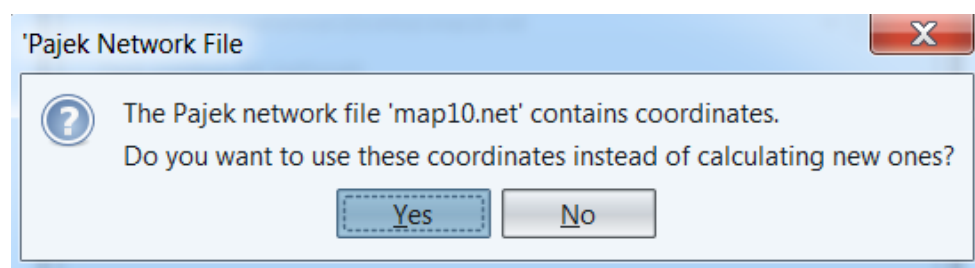 'Pajek Network File
The Pajek network file 'map10.net' contains coordinates.
Do you want to use these coordinates instead of calculating new ones?
Yes No